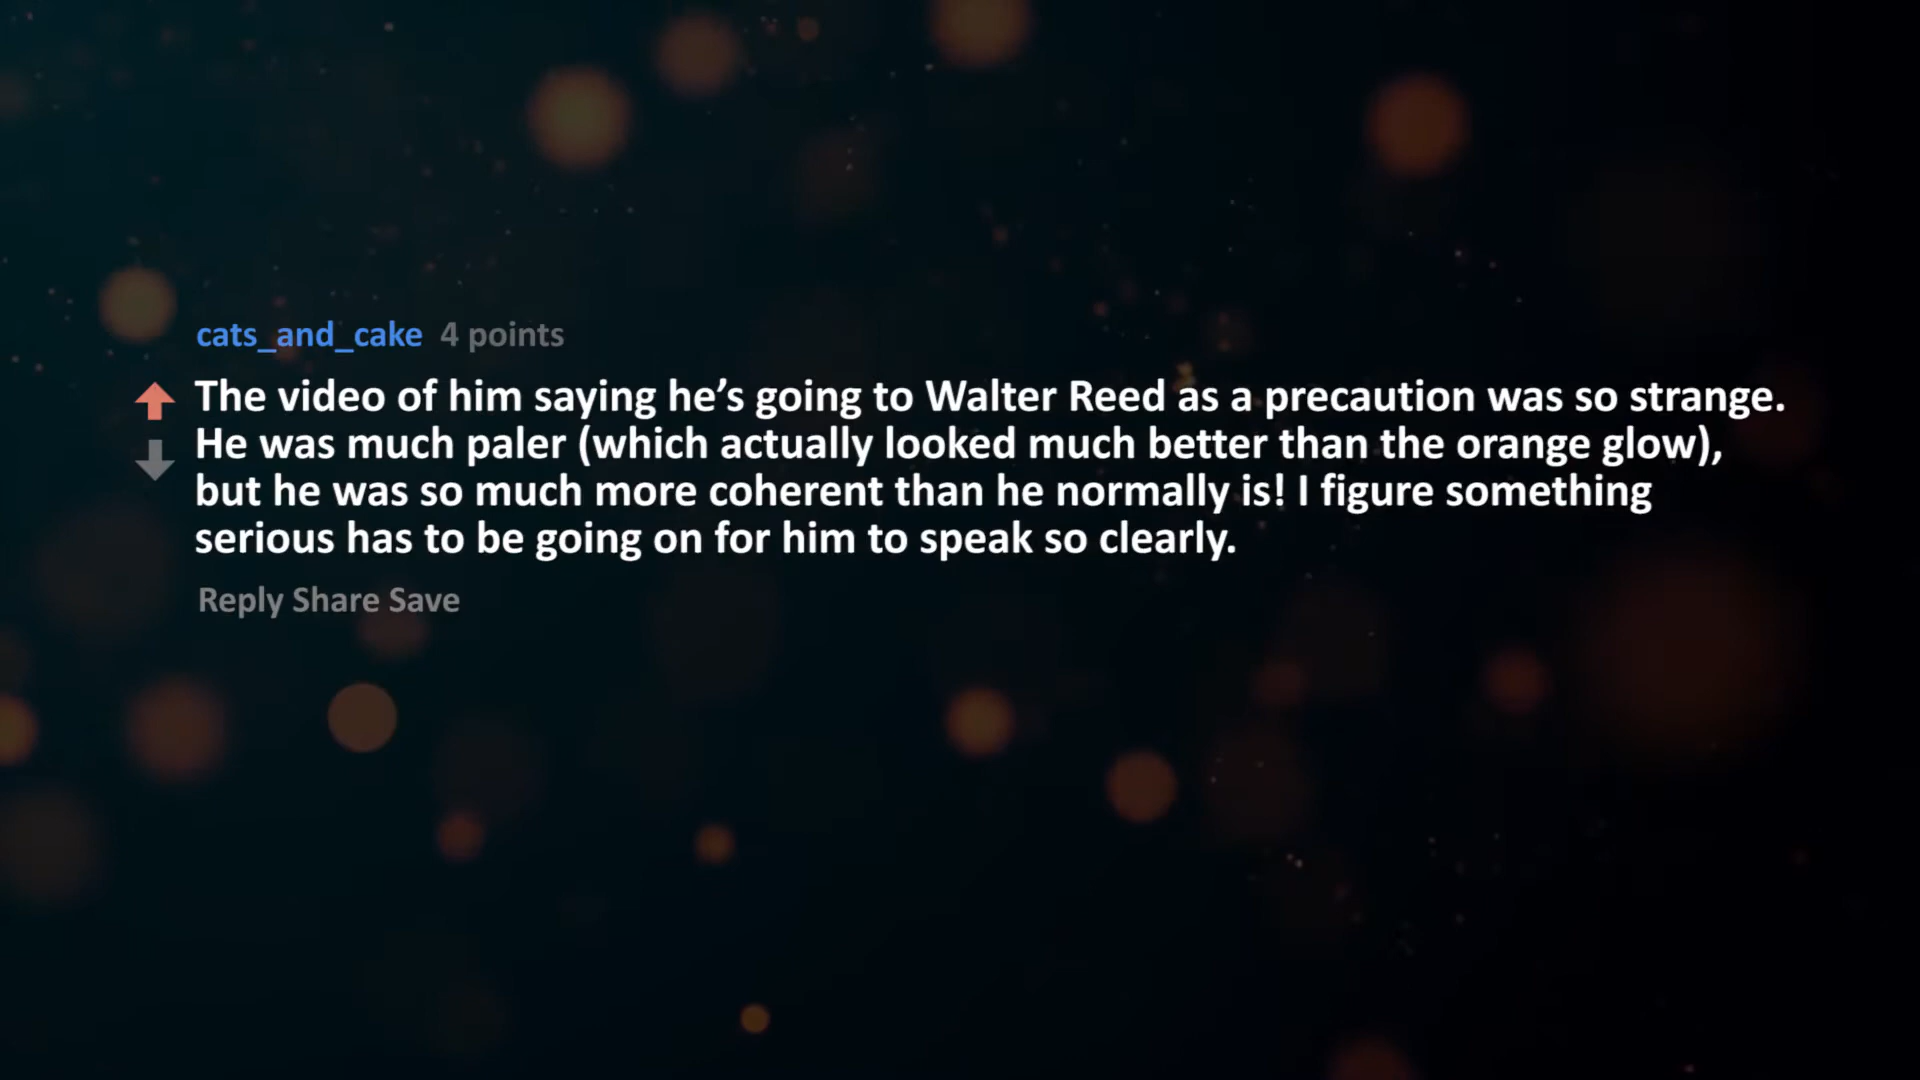 cats_and_cake 4 points
The video of him saying he’s going to Walter Reed as a precaution was so strange.
He was much paler (which actually looked much better than the orange glow),
but he was so much more coherent than he normally is! I figure something
serious has to be going on for him to speak so clearly.
Reply Share Save